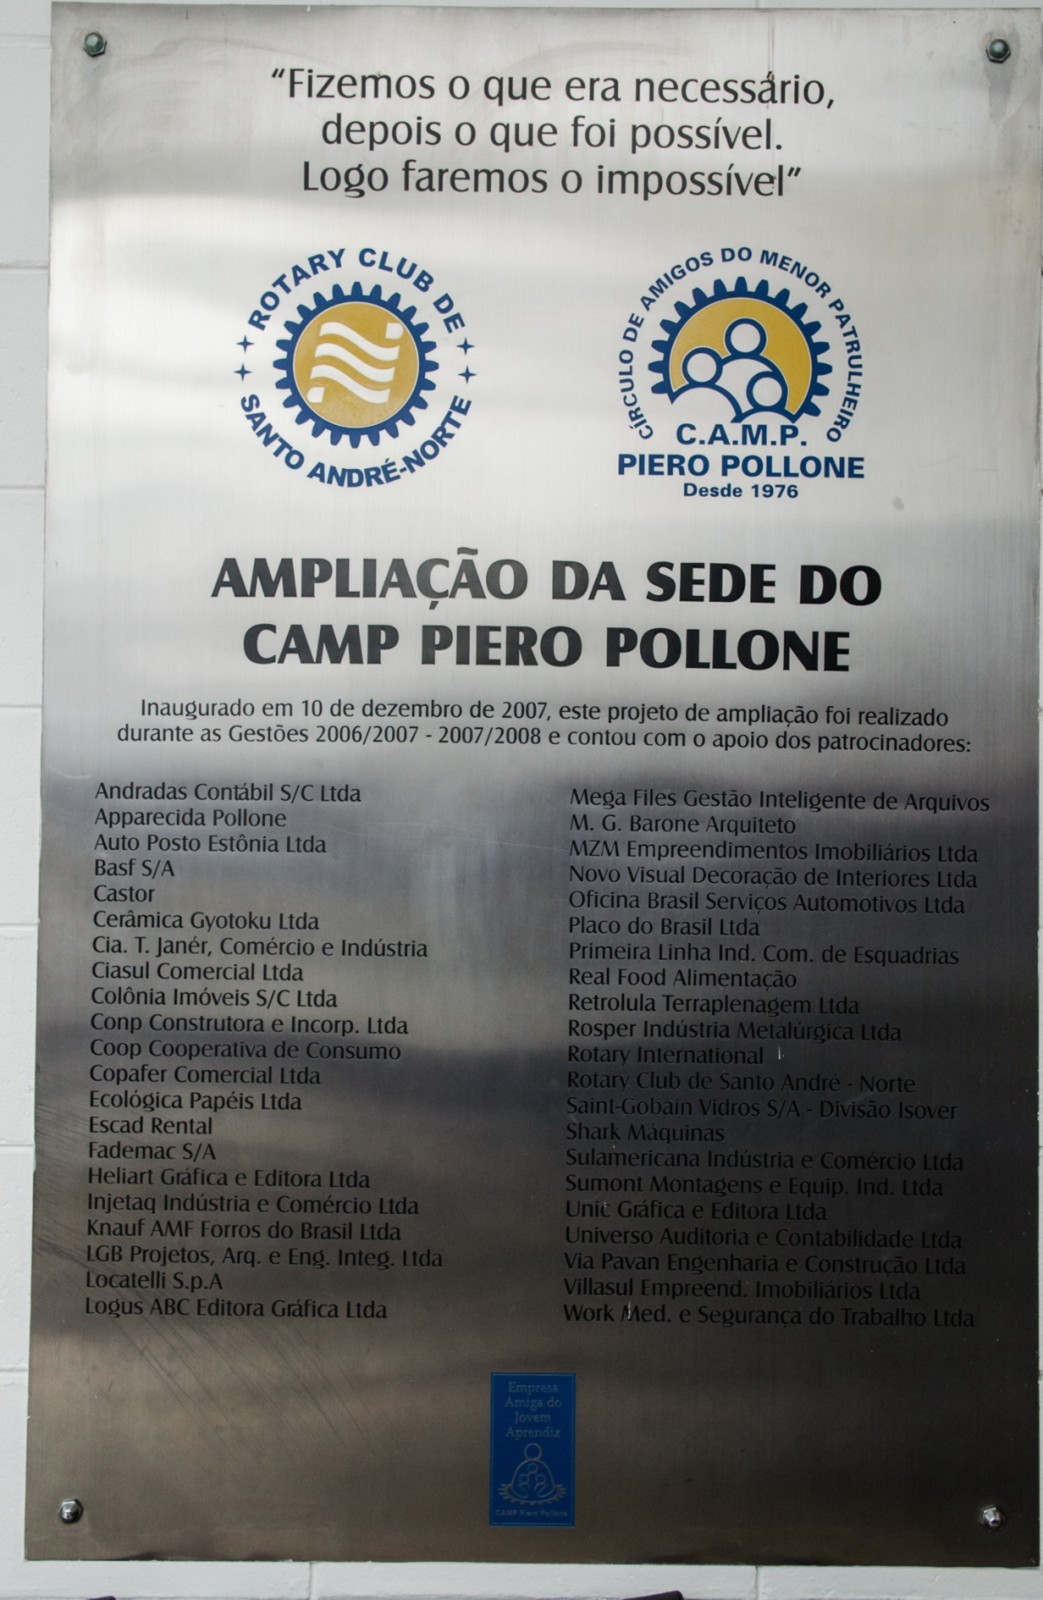 “Fizemos o que era necessário,
depois o que foi possível.
Logo faremos o impossível”
ROTARY CLUB DE
SANTO ANDRÉ-NORTE
CÍRCULO DE AMIGOS DO MENOR PATRULHEIRO
C.A.M.P.
PIERO POLLONE
Desde 1976
AMPLIAÇÃO DA SEDE DO
CAMP PIERO POLLONE
Inaugurado em 10 de dezembro de 2007, este projeto de ampliação foi realizado
durante as Gestões 2006/2007 - 2007/2008 e contou com o apoio dos patrocinadores:
Andradas Contábil S/C Ltda
Apparecida Pollone
Auto Posto Estônia Ltda
Basf S/A
Castor
Cerâmica Gyotoku Ltda
Cia. T. Janér, Comércio e Indústria
Ciasul Comercial Ltda
Colônia Imóveis S/C Ltda
Conp Construtora e Incorp. Ltda
Coop Cooperativa de Consumo
Copafer Comercial Ltda
Ecológica Papéis Ltda
Escad Rental
Fademac S/A
Heliart Gráfica e Editora Ltda
Injetaq Indústria e Comércio Ltda
Knauf AMF Forros do Brasil Ltda
LGB Projetos, Arq. e Eng. Integ. Ltda
Locatelli S.p.A
Logus ABC Editora Gráfica Ltda
Mega Files Gestão Inteligente de Arquivos
M. G. Barone Arquiteto
MZM Empreendimentos Imobiliários Ltda
Novo Visual Decoração de Interiores Ltda
Oficina Brasil Serviços Automotivos Ltda
Placo do Brasil Ltda
Primeira Linha Ind. Com. de Esquadrias
Real Food Alimentação
Retrolula Terraplenagem Ltda
Rosper Indústria Metalúrgica Ltda
Rotary International
Rotary Club de Santo André - Norte
Saint-Gobain Vidros S/A - Divisão Isover
Shark Máquinas
Sulamericana Indústria e Comércio Ltda
Sumont Montagens e Equip. Ind. Ltda
Unic Gráfica e Editora Ltda
Universo Auditoria e Contabilidade Ltda
Via Pavan Engenharia e Construção Ltda
Villasul Empreend. Imobiliários Ltda
Work Med. e Segurança do Trabalho Ltda
Empresa
Amiga do
Jovem
Aprendiz
CAMP Piero Pollone